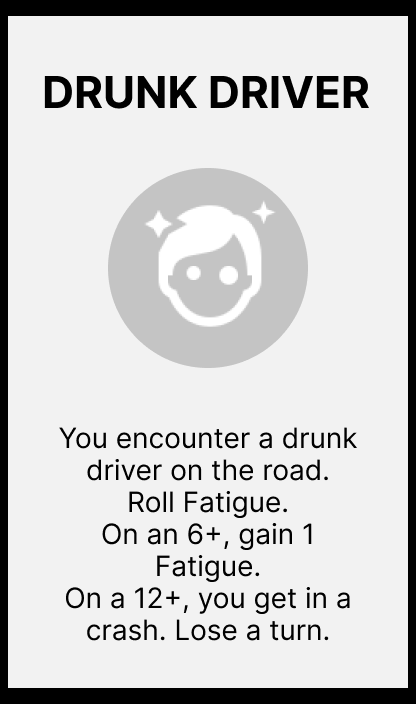 DRUNK DRIVER
You encounter a drunk
driver on the road.
Roll Fatigue.
On an 6+, gain 1
Fatigue.
On a 12+, you get in a
crash. Lose a turn.